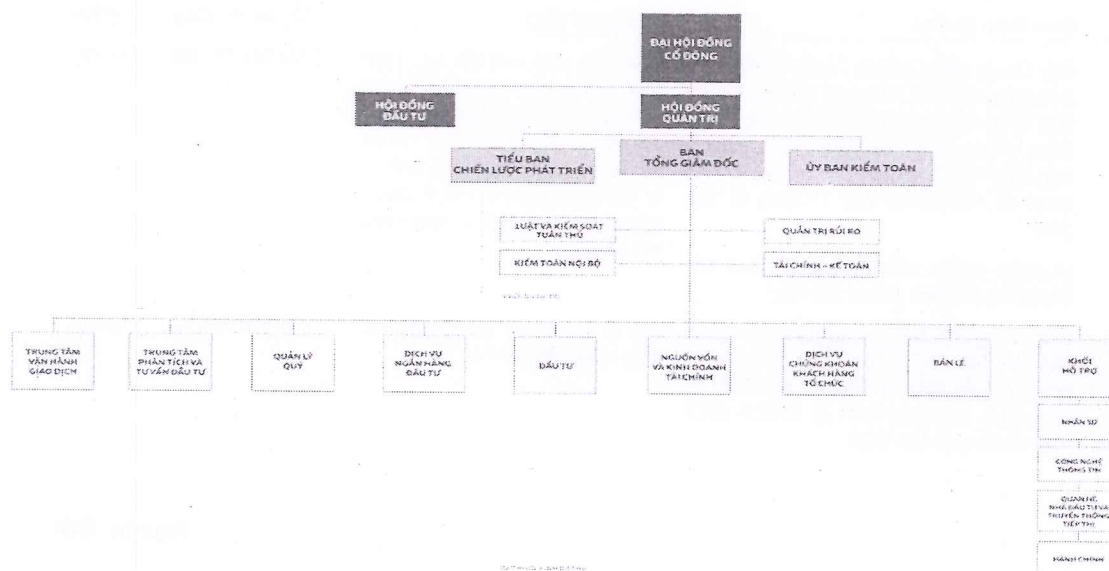 ĐẠI HỘI ĐỒNG
CỔ ĐÔNG
HỘI ĐỒNG
ĐẦU TƯ
HỘI ĐỒNG
QUẢN TRỊ
TIỂU BAN
CHIẾN LƯỢC PHÁT TRIỂN
BAN
TỔNG GIÁM ĐỐC
ỦY BAN KIỂM TOÁN
LUẬT VÀ KIỂM SOÁT
TUÂN THỦ
QUẢN TRỊ RỦI RO
KIỂM TOÁN NỘI BỘ
TÀI CHÍNH – KẾ TOÁN
TRUNG TÂM
VẬN HÀNH
GIAO DỊCH
TRUNG TÂM
PHÂN TÍCH VÀ
TƯ VẤN ĐẦU TƯ
QUẢN LÝ
QUỸ
DỊCH VỤ
NGÂN HÀNG
ĐẦU TƯ
ĐẦU TƯ
NGUỒN VỐN
VÀ KINH DOANH
TÀI CHÍNH
DỊCH VỤ
CHỨNG KHOÁN
KHÁCH HÀNG
TỔ CHỨC
BÁN LẺ
KHỐI
HỖ TRỢ
NHÂN SỰ
CÔNG NGHỆ
THÔNG TIN
QUAN HỆ
NHÀ ĐẦU TƯ VÀ
TRUYỀN THÔNG
TIẾP THỊ
HÀNH CHÍNH